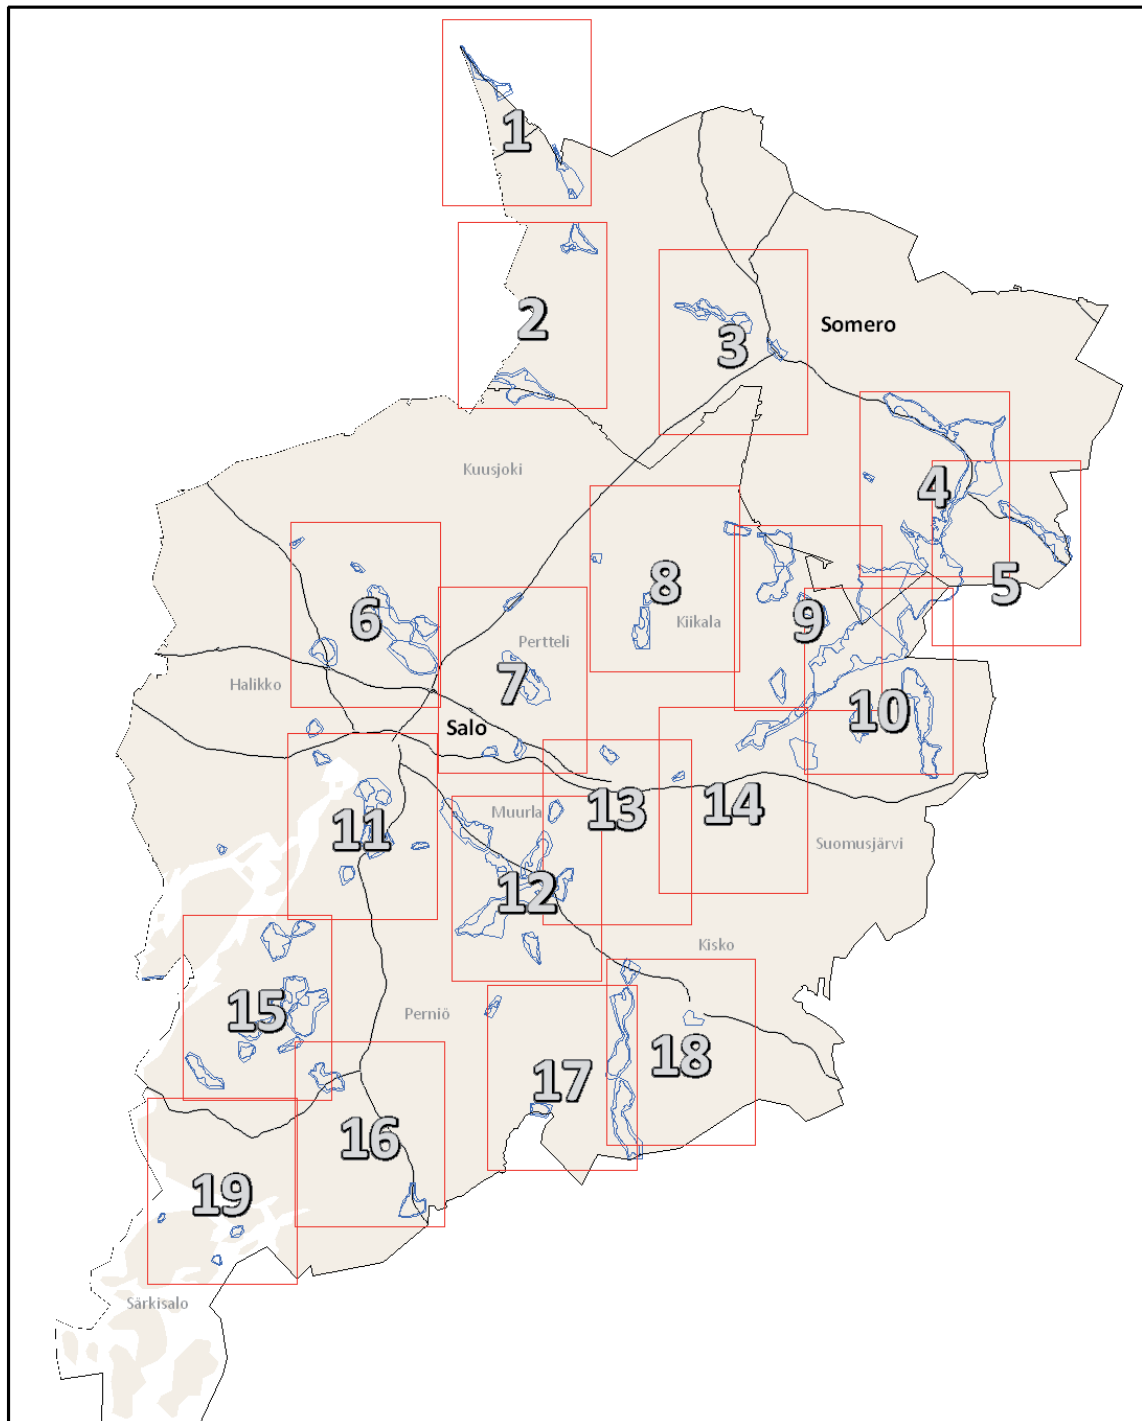 1
2
3
Somero
Kuusjoki
4
5
8
6
9
Kiikala
Pertteli
7
Halikko
10
Salo
13
14
Muurla
11
Suomusjärvi
12
Kisko
15
Perniö
18
17
16
19
Särkisalo